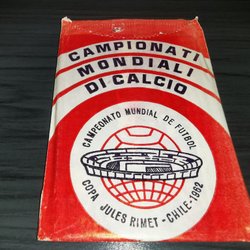 CAMPIONATI
MONDIALI
DI CALCIO
CAMPEONATO MUNDIAL DE FUTBOL
COPA JULES RIMET - CHILE - 1962